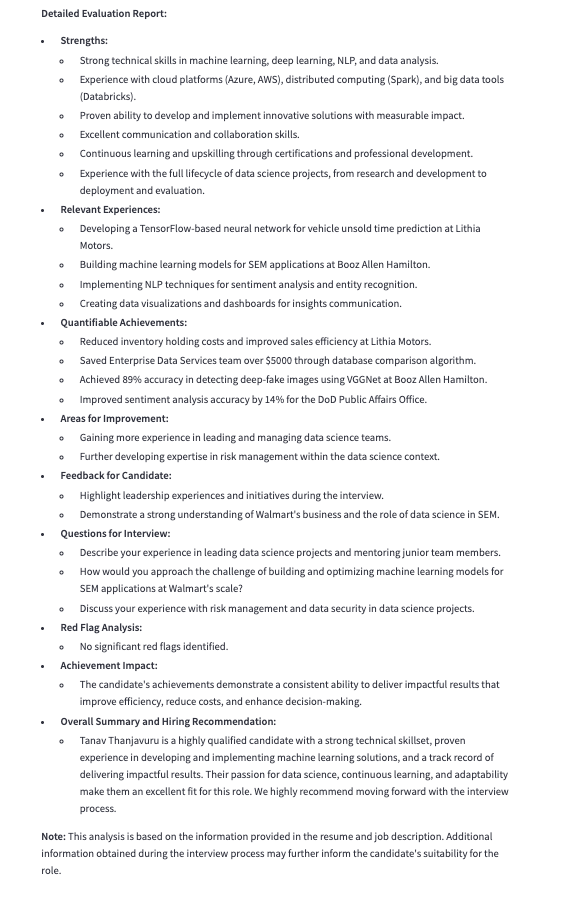 Detailed Evaluation Report:
• Strengths:
◦ Strong technical skills in machine learning, deep learning, NLP, and data analysis.
◦ Experience with cloud platforms (Azure, AWS), distributed computing (Spark), and big data tools
(Databricks).
◦ Proven ability to develop and implement innovative solutions with measurable impact.
◦ Excellent communication and collaboration skills.
◦ Continuous learning and upskilling through certifications and professional development.
◦ Experience with the full lifecycle of data science projects, from research and development to
deployment and evaluation.
• Relevant Experiences:
◦ Developing a TensorFlow-based neural network for vehicle unsold time prediction at Lithia
Motors.
◦ Building machine learning models for SEM applications at Booz Allen Hamilton.
◦ Implementing NLP techniques for sentiment analysis and entity recognition.
◦ Creating data visualizations and dashboards for insights communication.
• Quantifiable Achievements:
◦ Reduced inventory holding costs and improved sales efficiency at Lithia Motors.
◦ Saved Enterprise Data Services team over $5000 through database comparison algorithm.
◦ Achieved 89% accuracy in detecting deep-fake images using VGGNet at Booz Allen Hamilton.
◦ Improved sentiment analysis accuracy by 14% for the DoD Public Affairs Office.
• Areas for Improvement:
◦ Gaining more experience in leading and managing data science teams.
◦ Further developing expertise in risk management within the data science context.
• Feedback for Candidate:
◦ Highlight leadership experiences and initiatives during the interview.
◦ Demonstrate a strong understanding of Walmart's business and the role of data science in SEM.
• Questions for Interview:
◦ Describe your experience in leading data science projects and mentoring junior team members.
◦ How would you approach the challenge of building and optimizing machine learning models for
SEM applications at Walmart's scale?
◦ Discuss your experience with risk management and data security in data science projects.
• Red Flag Analysis:
◦ No significant red flags identified.
• Achievement Impact:
◦ The candidate's achievements demonstrate a consistent ability to deliver impactful results that
improve efficiency, reduce costs, and enhance decision-making.
• Overall Summary and Hiring Recommendation:
◦ Tanav Thanjavuru is a highly qualified candidate with a strong technical skillset, proven
experience in developing and implementing machine learning solutions, and a track record of
delivering impactful results. Their passion for data science, continuous learning, and adaptability
make them an excellent fit for this role. We highly recommend moving forward with the interview
process.
Note: This analysis is based on the information provided in the resume and job description. Additional
information obtained during the interview process may further inform the candidate's suitability for the
role.